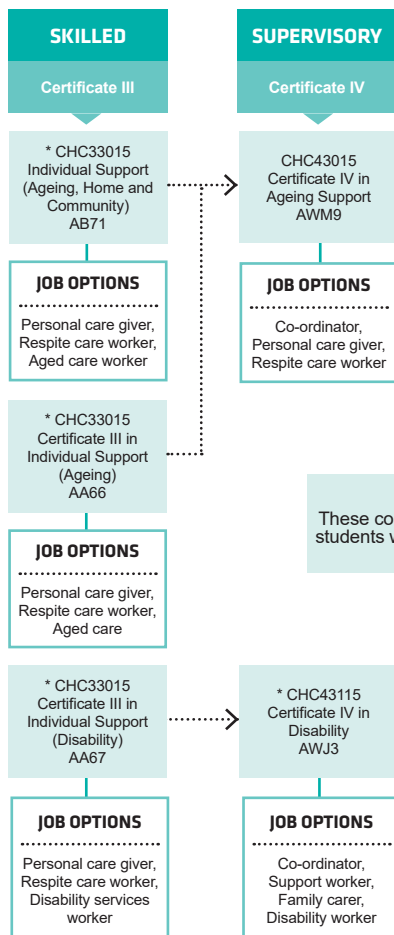 SKILLED
Certificate III
* CHC33015
Individual Support
(Ageing, Home and
Community)
AB71
JOB OPTIONS
Personal care giver,
Respite care worker,
Aged care worker
* CHC33015
Certificate III in
Individual Support
(Ageing)
AA66
JOB OPTIONS
Personal care giver,
Respite care worker,
Aged care
* CHC33015
Certificate III in
Individual Support
(Disability)
AA67
JOB OPTIONS
Personal care giver,
Respite care worker,
Disability services
worker
SUPERVISORY
Certificate IV
CHC43015
Certificate IV in
Ageing Support
AWM9
JOB OPTIONS
Co-ordinator,
Personal care giver,
Respite care worker
These
students
* CHC43115
Certificate IV in
Disability
AWJ3
JOB OPTIONS
Co-ordinator,
Support worker,
Family carer,
Disability worker